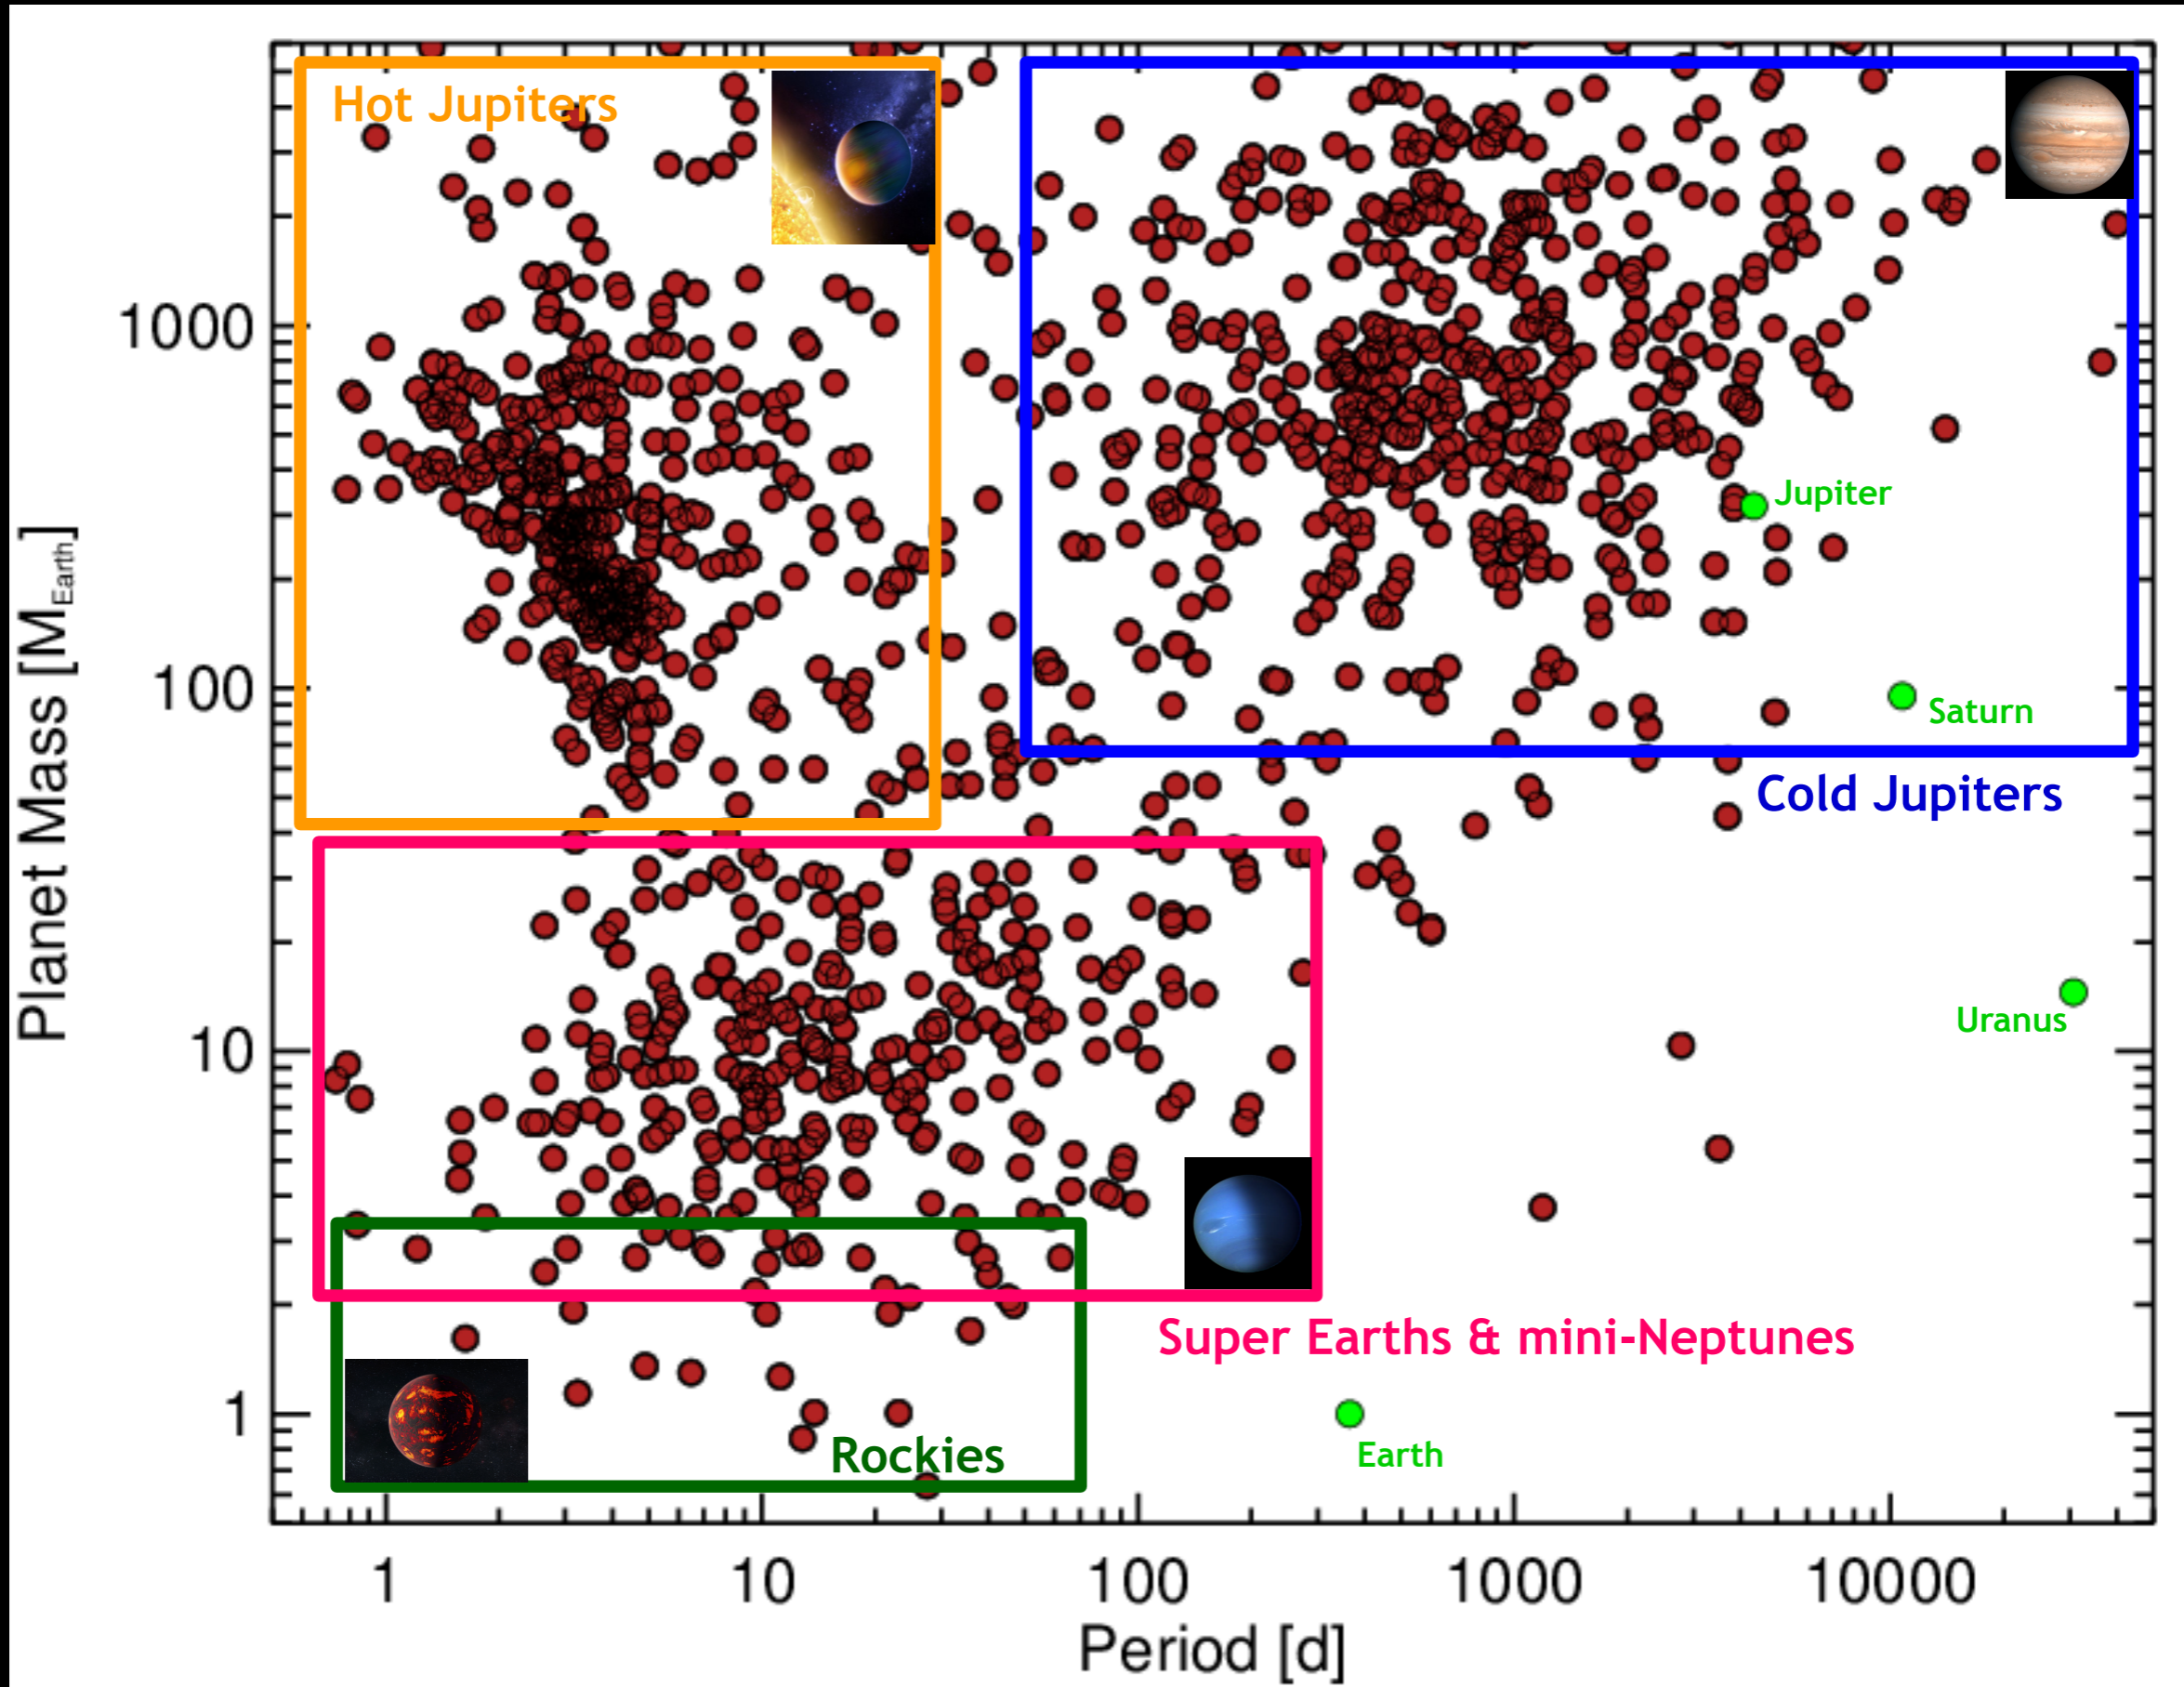 Hot Jupiters
1000
Jupiter
100
Saturn
Cold Jupiters
Planet Mass [M_Earth]
10
Uranus
Super Earths & mini-Neptunes
1
Rockies
Earth
1 10 100 1000 10000
Period [d]